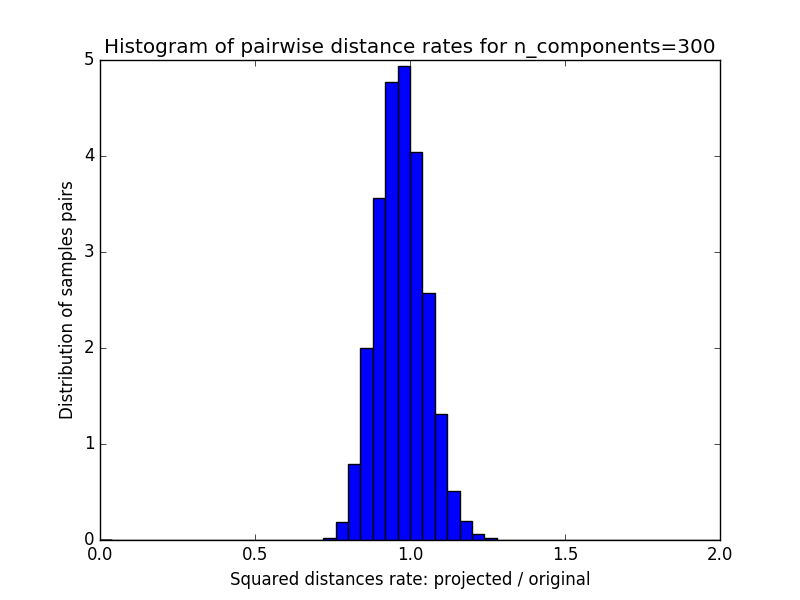 Histogram of pairwise distance rates for n_components=300
5
4
3
2
1
0
Distribution of samples pairs
0.0 0.5 1.0 1.5 2.0
Squared distances rate: projected / original